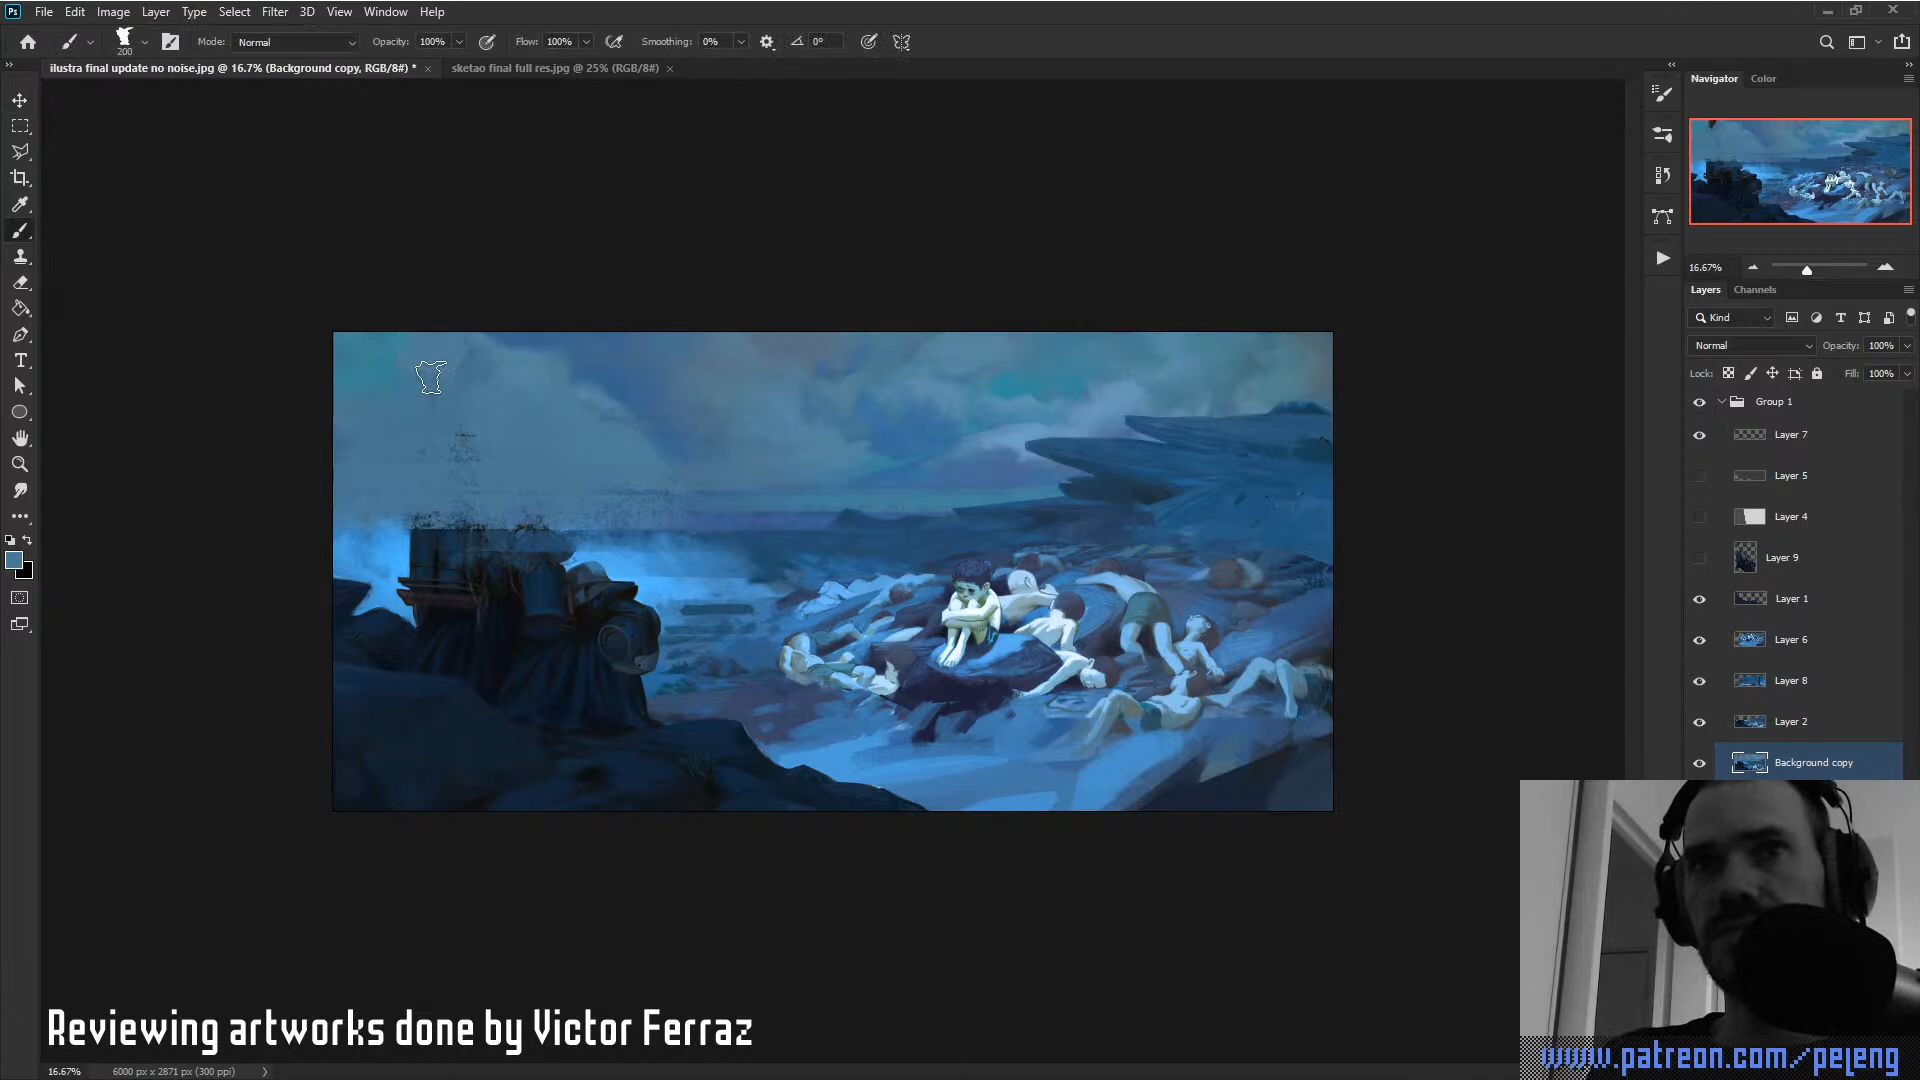 Ps File Edit Image Layer Type Select Filter 3D View Window Help
200 Mode: Normal Opacity: 100% Flow: 100% Smoothing: 0% 0°
ilustra final update no noise.jpg @ 16.7% (Background copy, RGB/8#) * sketao final full res.jpg @ 25% (RGB/8#)
Navigator Color
16.67%
Layers Channels
Kind
Normal Opacity: 100%
Lock: Fill: 100%
Group 1
Layer 7
Layer 5
Layer 4
Layer 9
Layer 1
Layer 6
Layer 8
Layer 2
Background copy
Reviewing artworks done by Victor Ferraz
www.patreon.com/peleng
16.67% 6000 px x 2871 px (300 ppi)